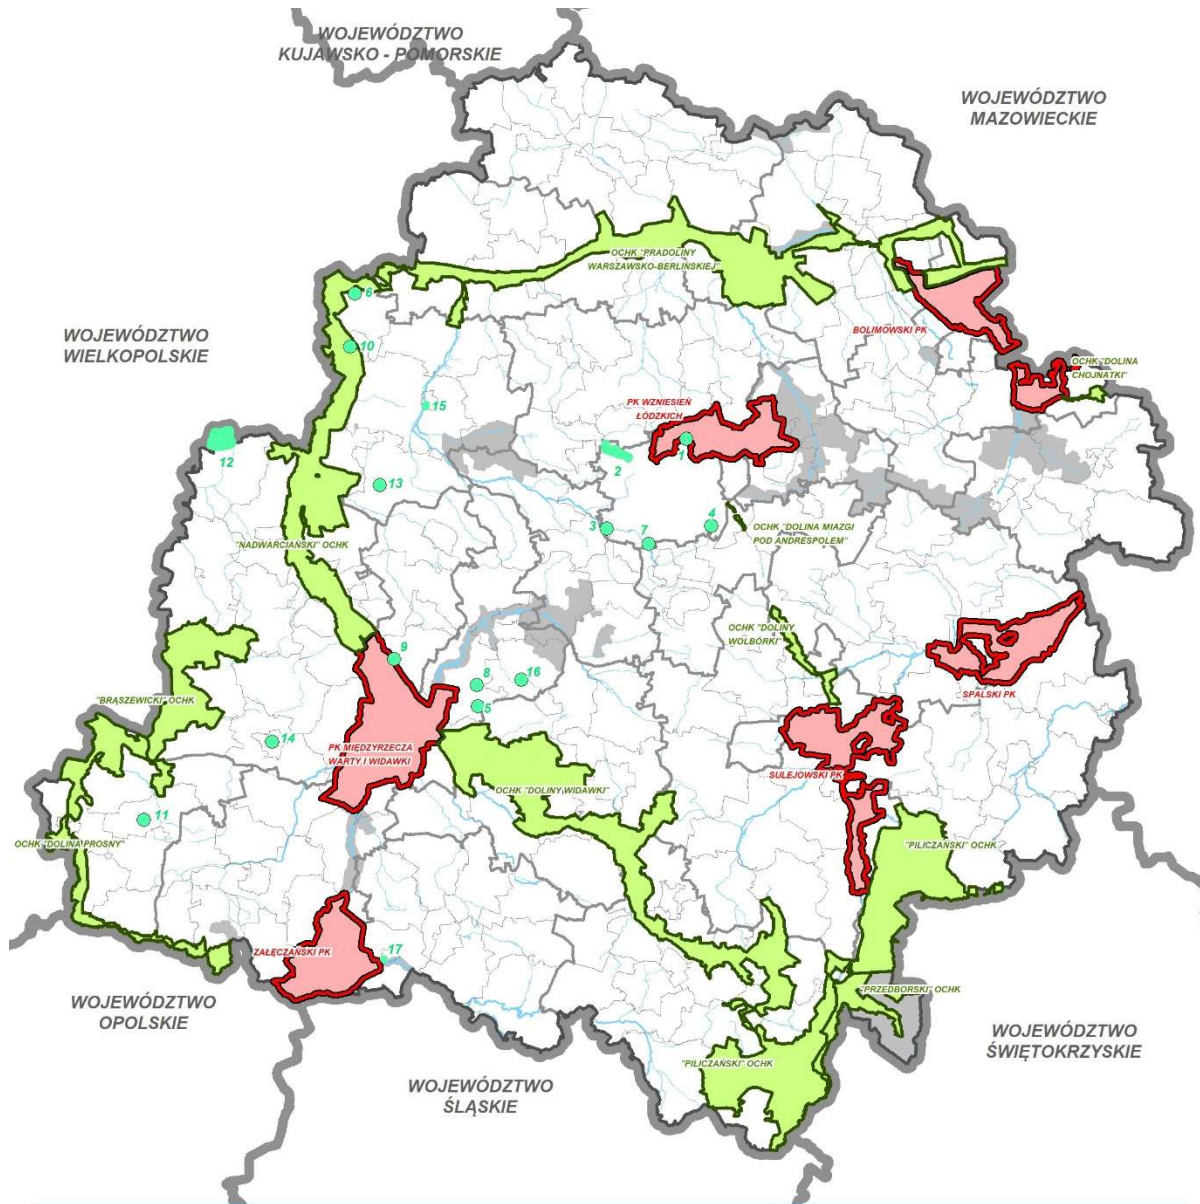 WOJEWÓDZTWO
KUJAWSKO - POMORSKIE
WOJEWÓDZTWO
MAZOWIECKIE
OCHK "PRADOLINY
WARSZAWSKO-BERLIŃSKIEJ"
6
WOJEWÓDZTWO
WIELKOPOLSKIE
BOLIMOWSKI PK
10
OCHK "DOLINA
CHOJNATKI"
15
PK WZNIESIEŃ
ŁÓDZKICH
1
12
2
13
3
7
4
OCHK "DOLINA MIAZGI
POD ANDRESPOLEM"
"NADWARCIAŃSKI" OCHK
OCHK "DOLINY
WOLBÓRKI"
9
8
16
5
SPALSKI PK
"BRĄSZEWICKI" OCHK
14
PK MIĘDZYRZECZA
WARTY I WIDAWKI
SULEJOWSKI PK
OCHK "DOLINY WIDAWKI"
11
OCHK "DOLINA PROSNY"
"PILICZAŃSKI" OCHK
ZAŁĘCZAŃSKI PK
17
"PRZEDBORSKI" OCHK
WOJEWÓDZTWO
OPOLSKIE
WOJEWÓDZTWO
ŚWIĘTOKRZYSKIE
"PILICZAŃSKI" OCHK
WOJEWÓDZTWO
ŚLĄSKIE